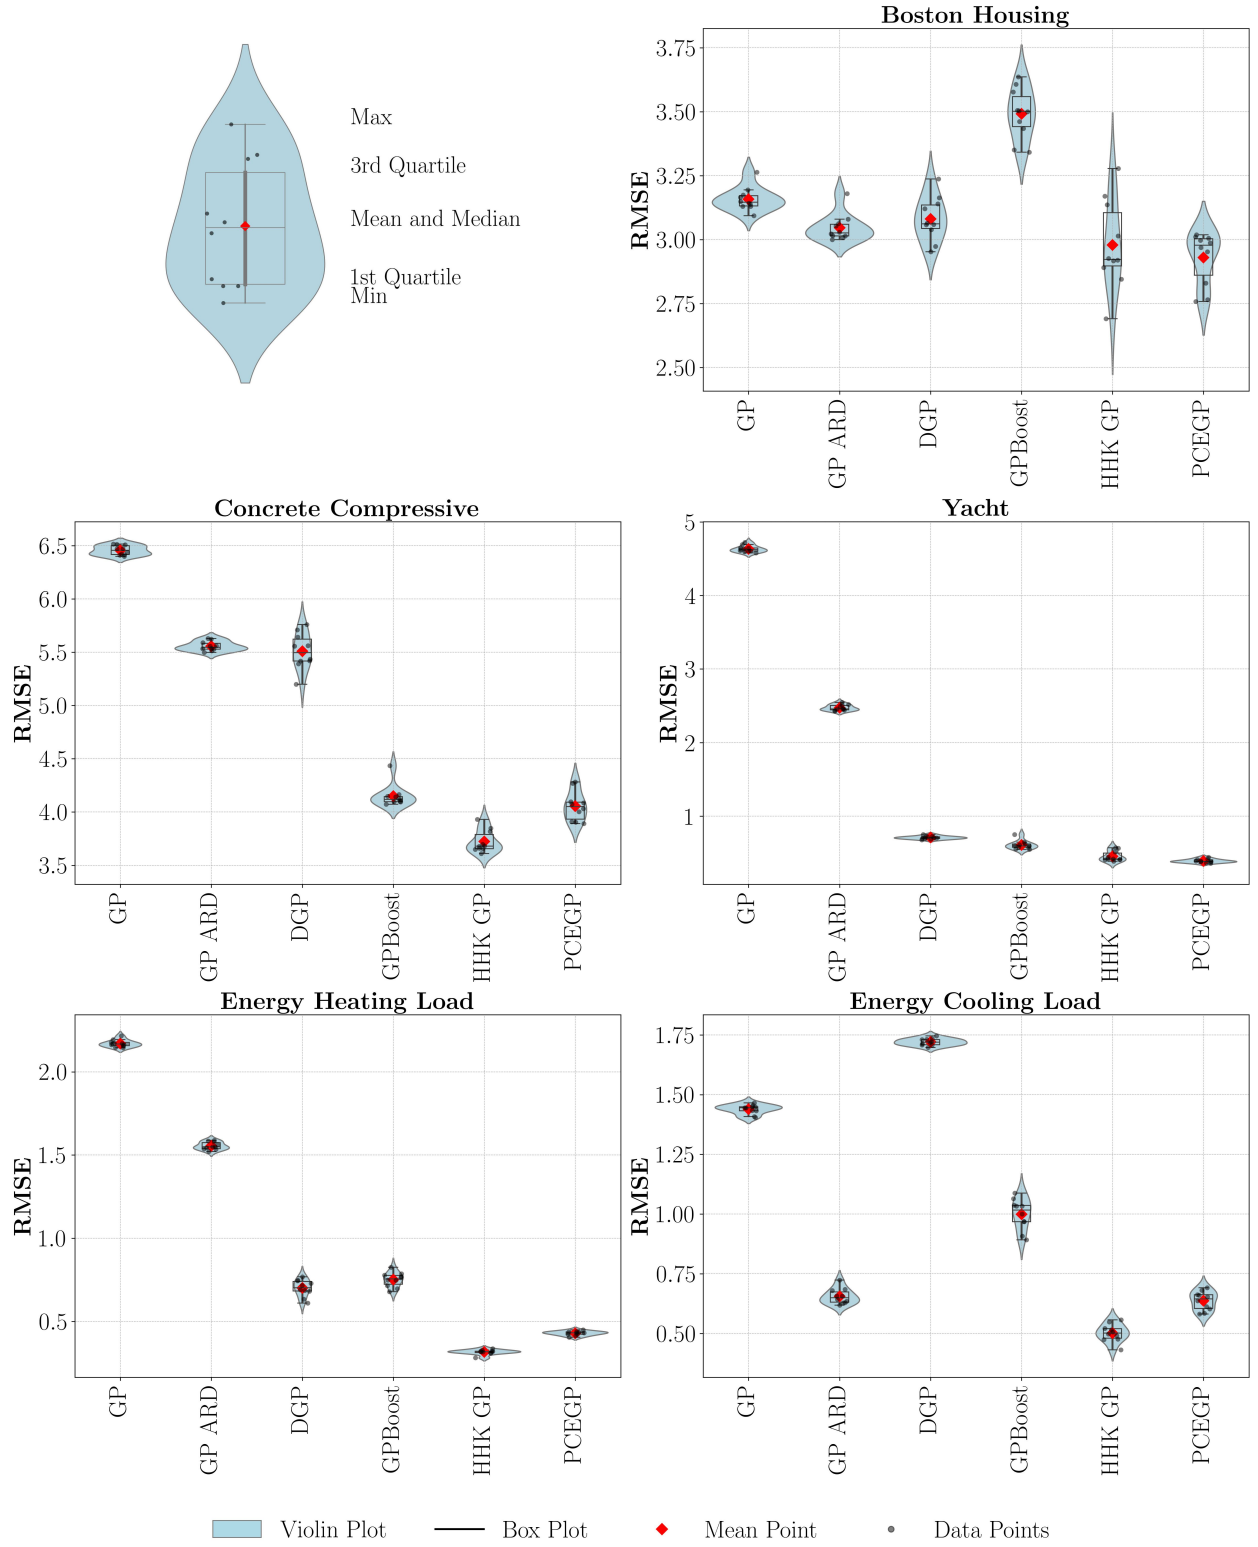 Max
3rd Quartile
Mean and Median
1st Quartile
Min
Boston Housing
RMSE
3.75
3.50
3.25
3.00
2.75
2.50
GP
GP ARD
DGP
GPBoost
HHK GP
PCEGP
Concrete Compressive
RMSE
6.5
6.0
5.5
5.0
4.5
4.0
3.5
GP
GP ARD
DGP
GPBoost
HHK GP
PCEGP
Yacht
RMSE
5
4
3
2
1
GP
GP ARD
DGP
GPBoost
HHK GP
PCEGP
Energy Heating Load
RMSE
2.0
1.5
1.0
0.5
GP
GP ARD
DGP
GPBoost
HHK GP
PCEGP
Energy Cooling Load
RMSE
1.75
1.50
1.25
1.00
0.75
0.50
GP
GP ARD
DGP
GPBoost
HHK GP
PCEGP
Violin Plot
Box Plot
Mean Point
Data Points